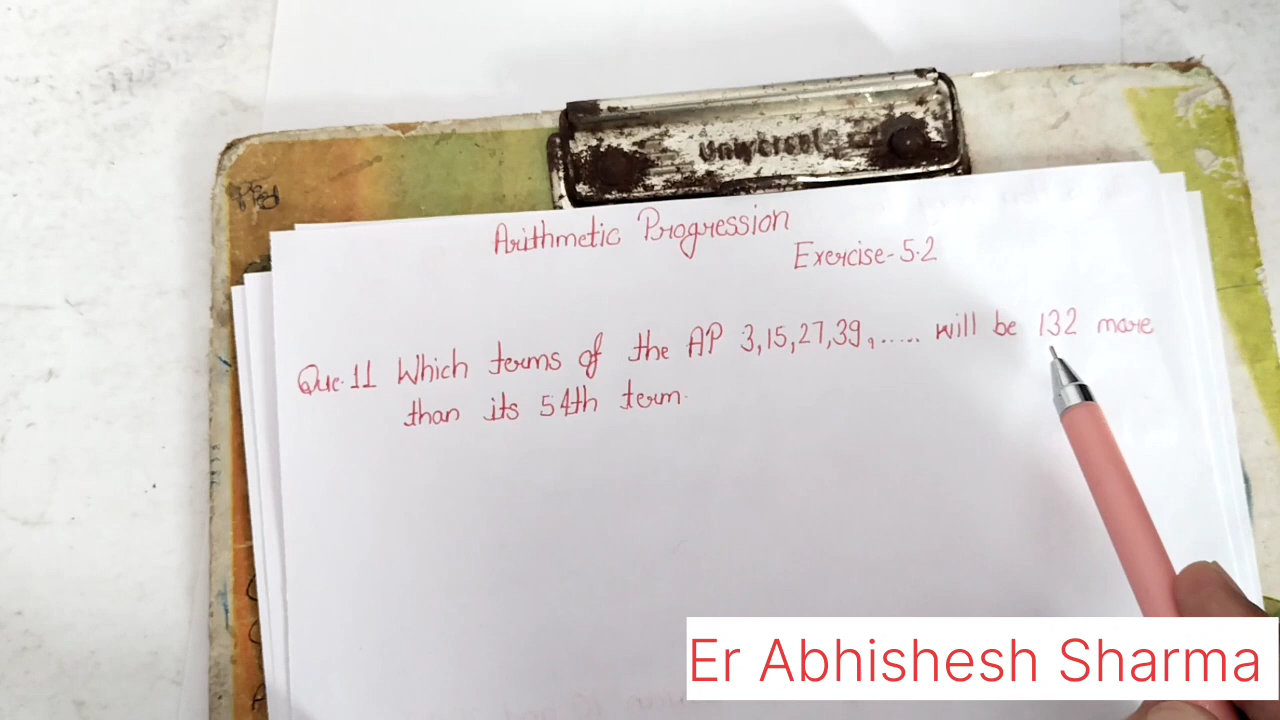 Universal
Arithmetic Progression
Exercise-5.2
Que.11 Which terms of the AP 3,15,27,39,..... will be 132 more
than its 54th term.
Er Abhishesh Sharma